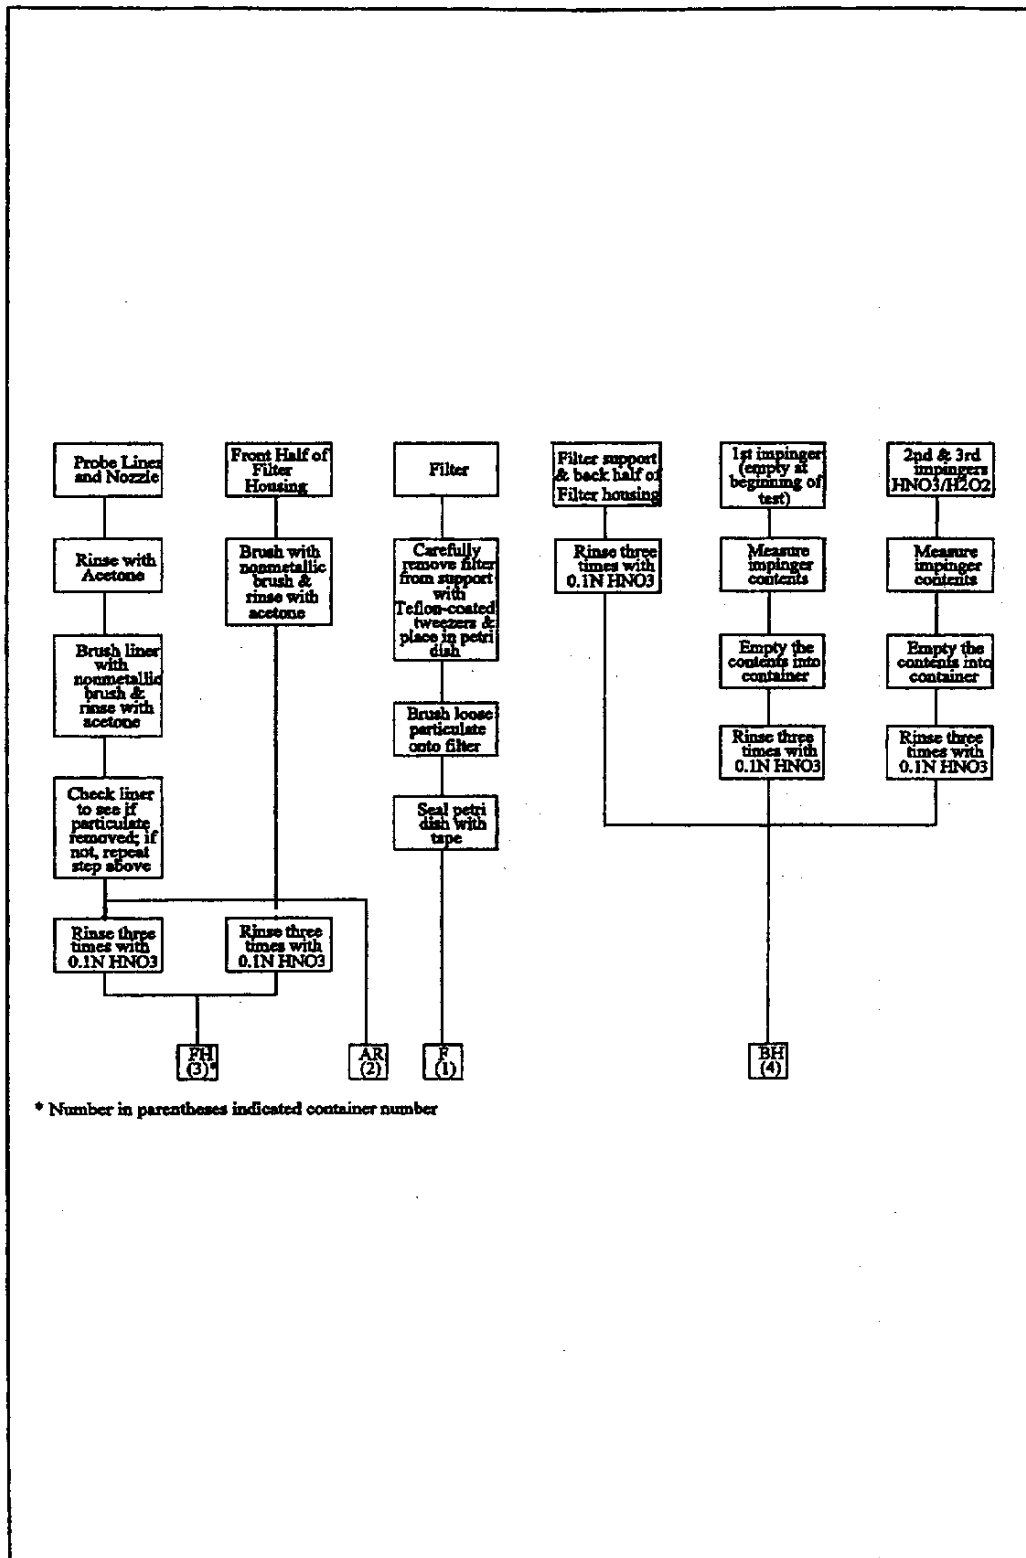 Probe Liner
and Nozzle
Rinse with
Acetone
Brush liner
with
nonmetallic
brush &
rinse with
acetone
Check liner
to see if
particulate
removed; if
not, repeat
step above
Rinse three
times with
0.1N HNO3
Front Half of
Filter
Housing
Brush with
nonmetallic
brush &
rinse with
acetone
Rinse three
times with
0.1N HNO3
FH
(3)*
AR
(2)
Filter
Carefully
remove filter
from support
with
Teflon-coated
tweezers &
place in petri
dish
Brush loose
particulate
onto filter
Seal petri
dish with
tape
F
(1)
Filter support
& back half of
Filter housing
Rinse three
times with
0.1N HNO3
1st impinger
(empty at
beginning of
test)
Measure
impinger
contents
Empty the
contents into
container
Rinse three
times with
0.1N HNO3
2nd & 3rd
impingers
HNO3/H2O2
Measure
impinger
contents
Empty the
contents into
container
Rinse three
times with
0.1N HNO3
BH
(4)
* Number in parentheses indicated container number